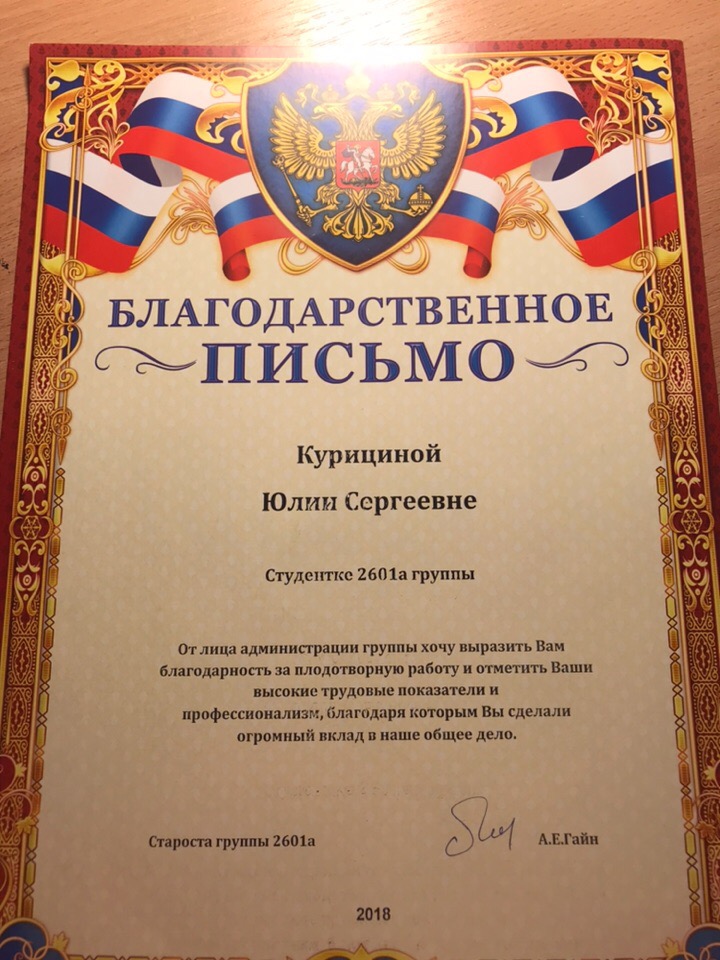 БЛАГОДАРСТВЕННОЕ
ПИСЬМО
Курициной
Юлии Сергеевне
Студентке 2601а группы
От лица администрации группы хочу выразить Вам
благодарность за плодотворную работу и отметить Ваши
высокие трудовые показатели и
профессионализм, благодаря которым Вы сделали
огромный вклад в наше общее дело.
Староста группы 2601а А.Е.Гайн
2018